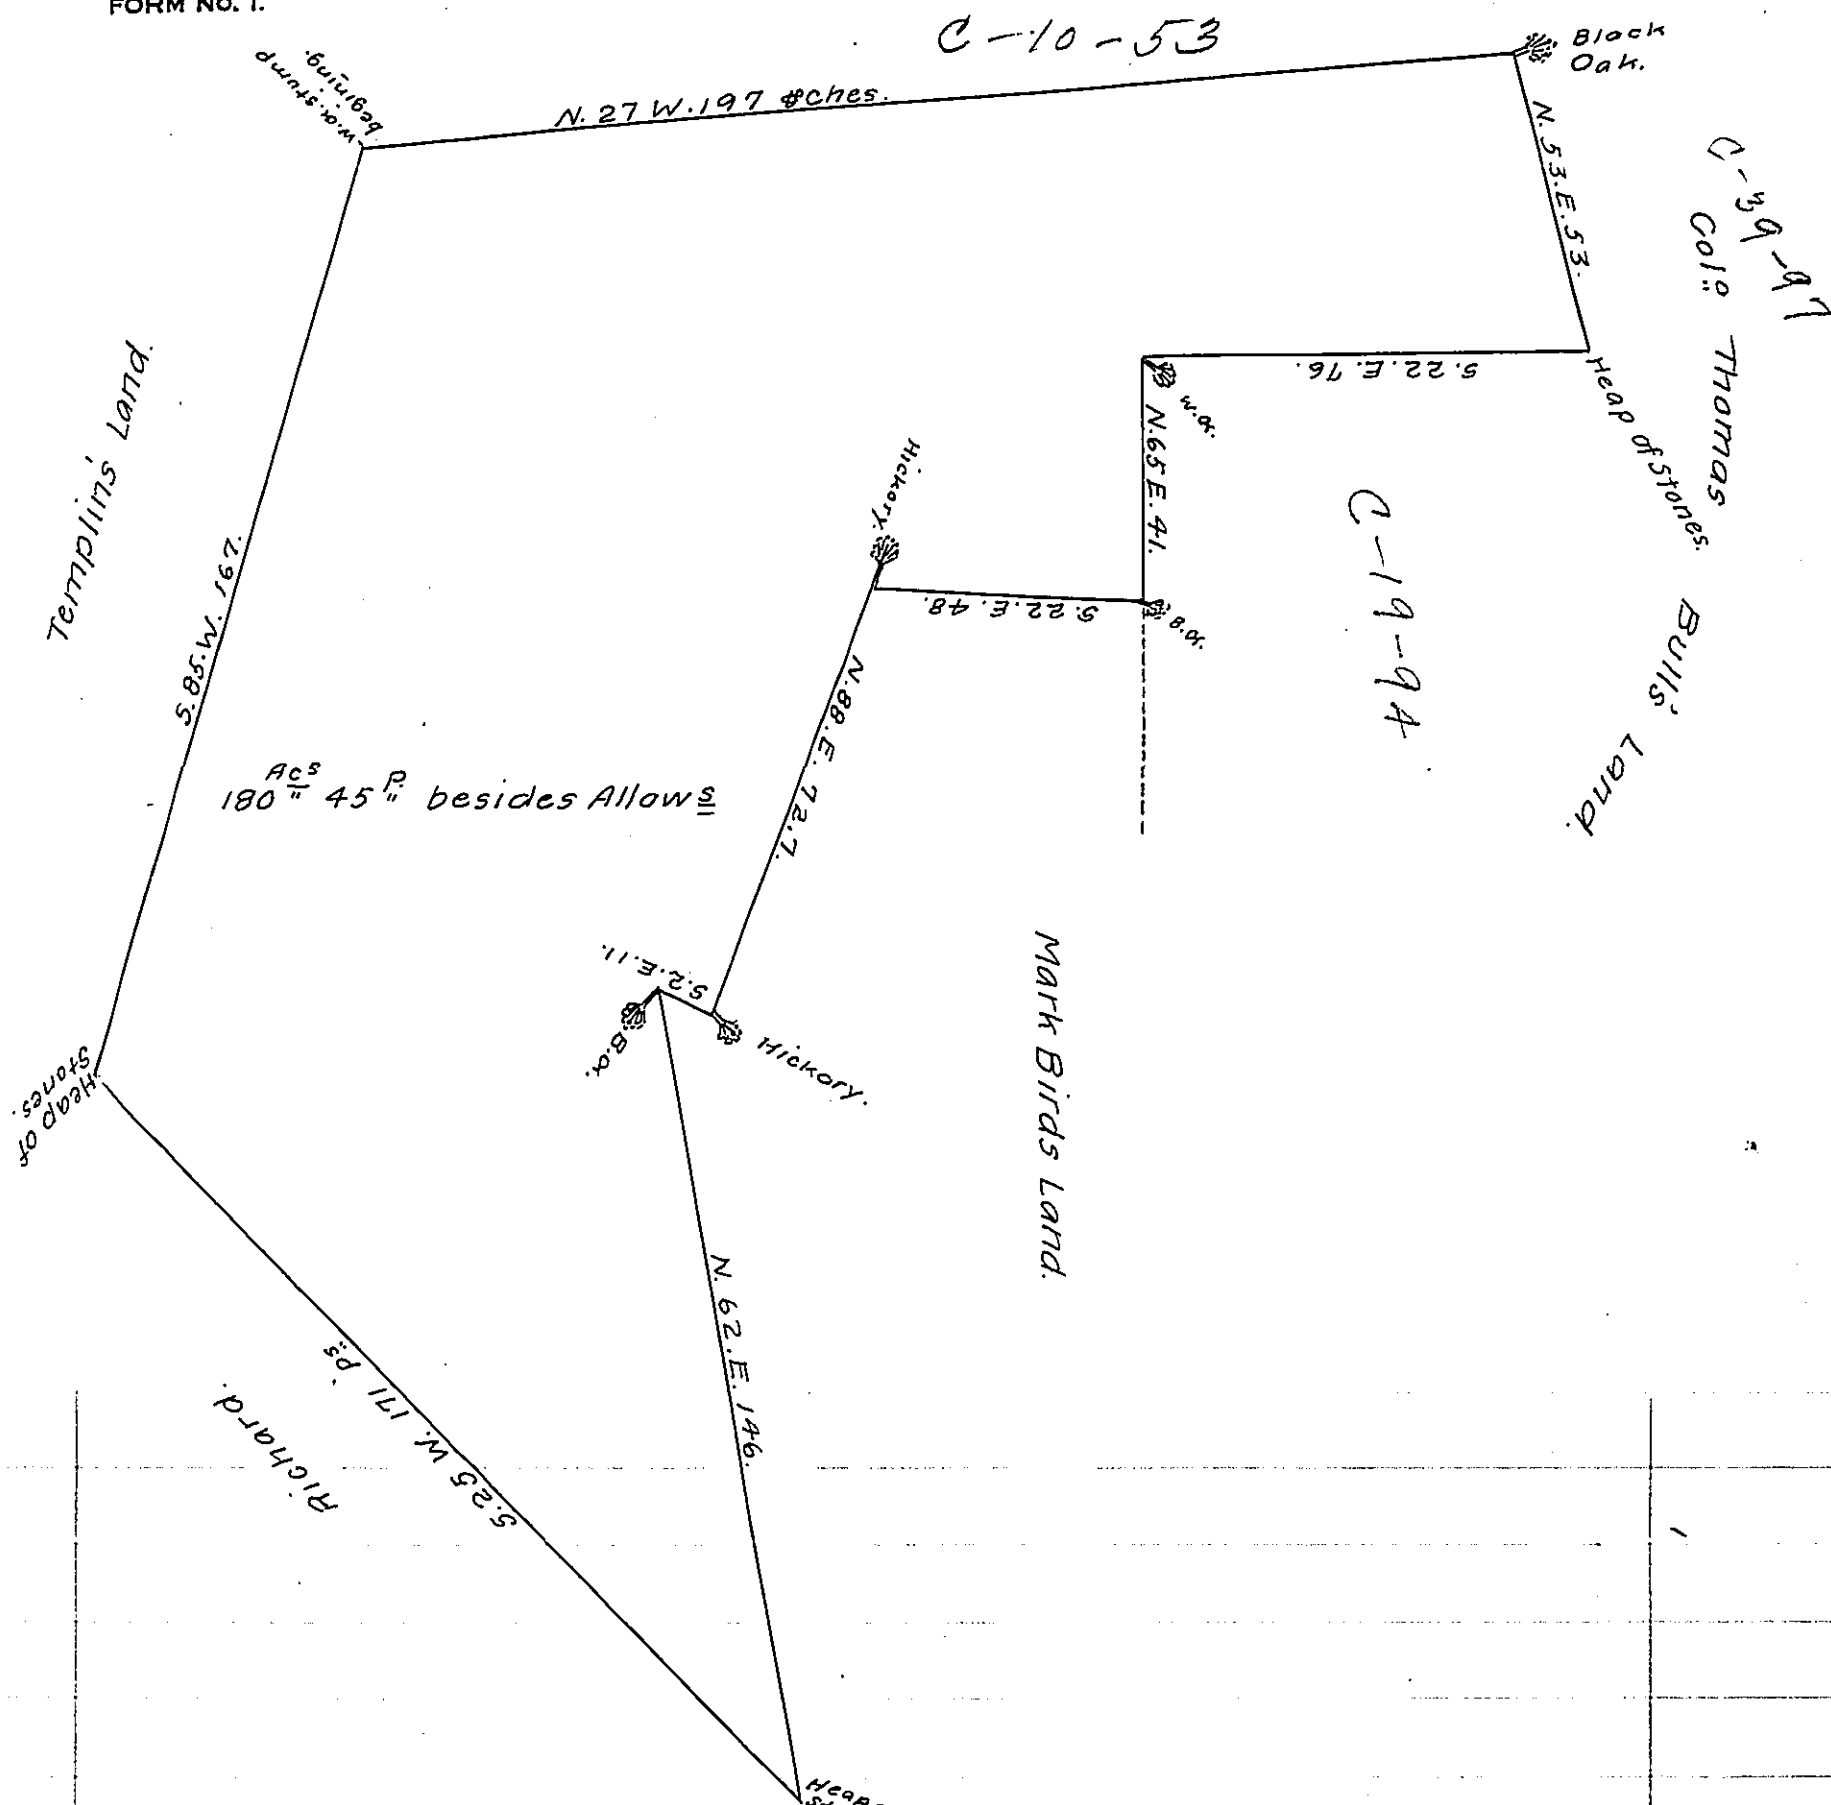 FORM No. 1.
C-10-53
Black
Oak.
w.o. stump
begining.
N. 27 W. 197 ches.
N. 53. E. 53.
C-39-97
Col:o Thomas Bulls' Land.
Heap of Stones.
S. 22. E. 76.
w.o.
N. 65 E. 41.
C-19-94
B.o.
S. 22. E. 48.
Hickory.
N. 88. E. 72.7.
Templins' Land.
S. 85. W. 167.
180 Acs 45 P. besides Allows
S. 2. E. 11.
B.o.
Hickory.
Mark Birds Land.
Heap of
Stones.
N. 62. E. 146.
S. 25 W. 171 ps
Richard.
Heap